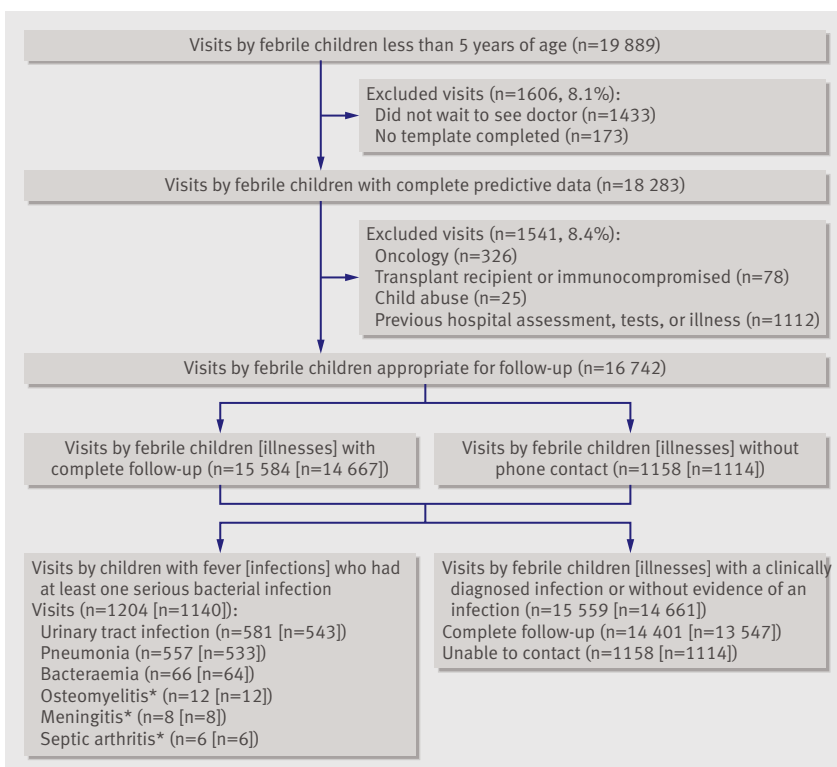 Visits by febrile children less than 5 years of age (n=19 889)
Excluded visits (n=1606, 8.1%):
Did not wait to see doctor (n=1433)
No template completed (n=173)
Visits by febrile children with complete predictive data (n=18 283)
Excluded visits (n=1541, 8.4%):
Oncology (n=326)
Transplant recipient or immunocompromised (n=78)
Child abuse (n=25)
Previous hospital assessment, tests, or illness (n=1112)
Visits by febrile children appropriate for follow-up (n=16 742)
Visits by febrile children [illnesses] with
complete follow-up (n=15 584 [n=14 667])
Visits by febrile children [illnesses] without
phone contact (n=1158 [n=1114])
Visits by children with fever [infections] who had
at least one serious bacterial infection
Visits (n=1204 [n=1140]):
Urinary tract infection (n=581 [n=543])
Pneumonia (n=557 [n=533])
Bacteraemia (n=66 [n=64])
Osteomyelitis* (n=12 [n=12])
Meningitis* (n=8 [n=8])
Septic arthritis* (n=6 [n=6])
Visits by febrile children [illnesses] with a clinically
diagnosed infection or without evidence of an
infection (n=15 559 [n=14 661])
Complete follow-up (n=14 401 [n=13 547])
Unable to contact (n=1158 [n=1114])